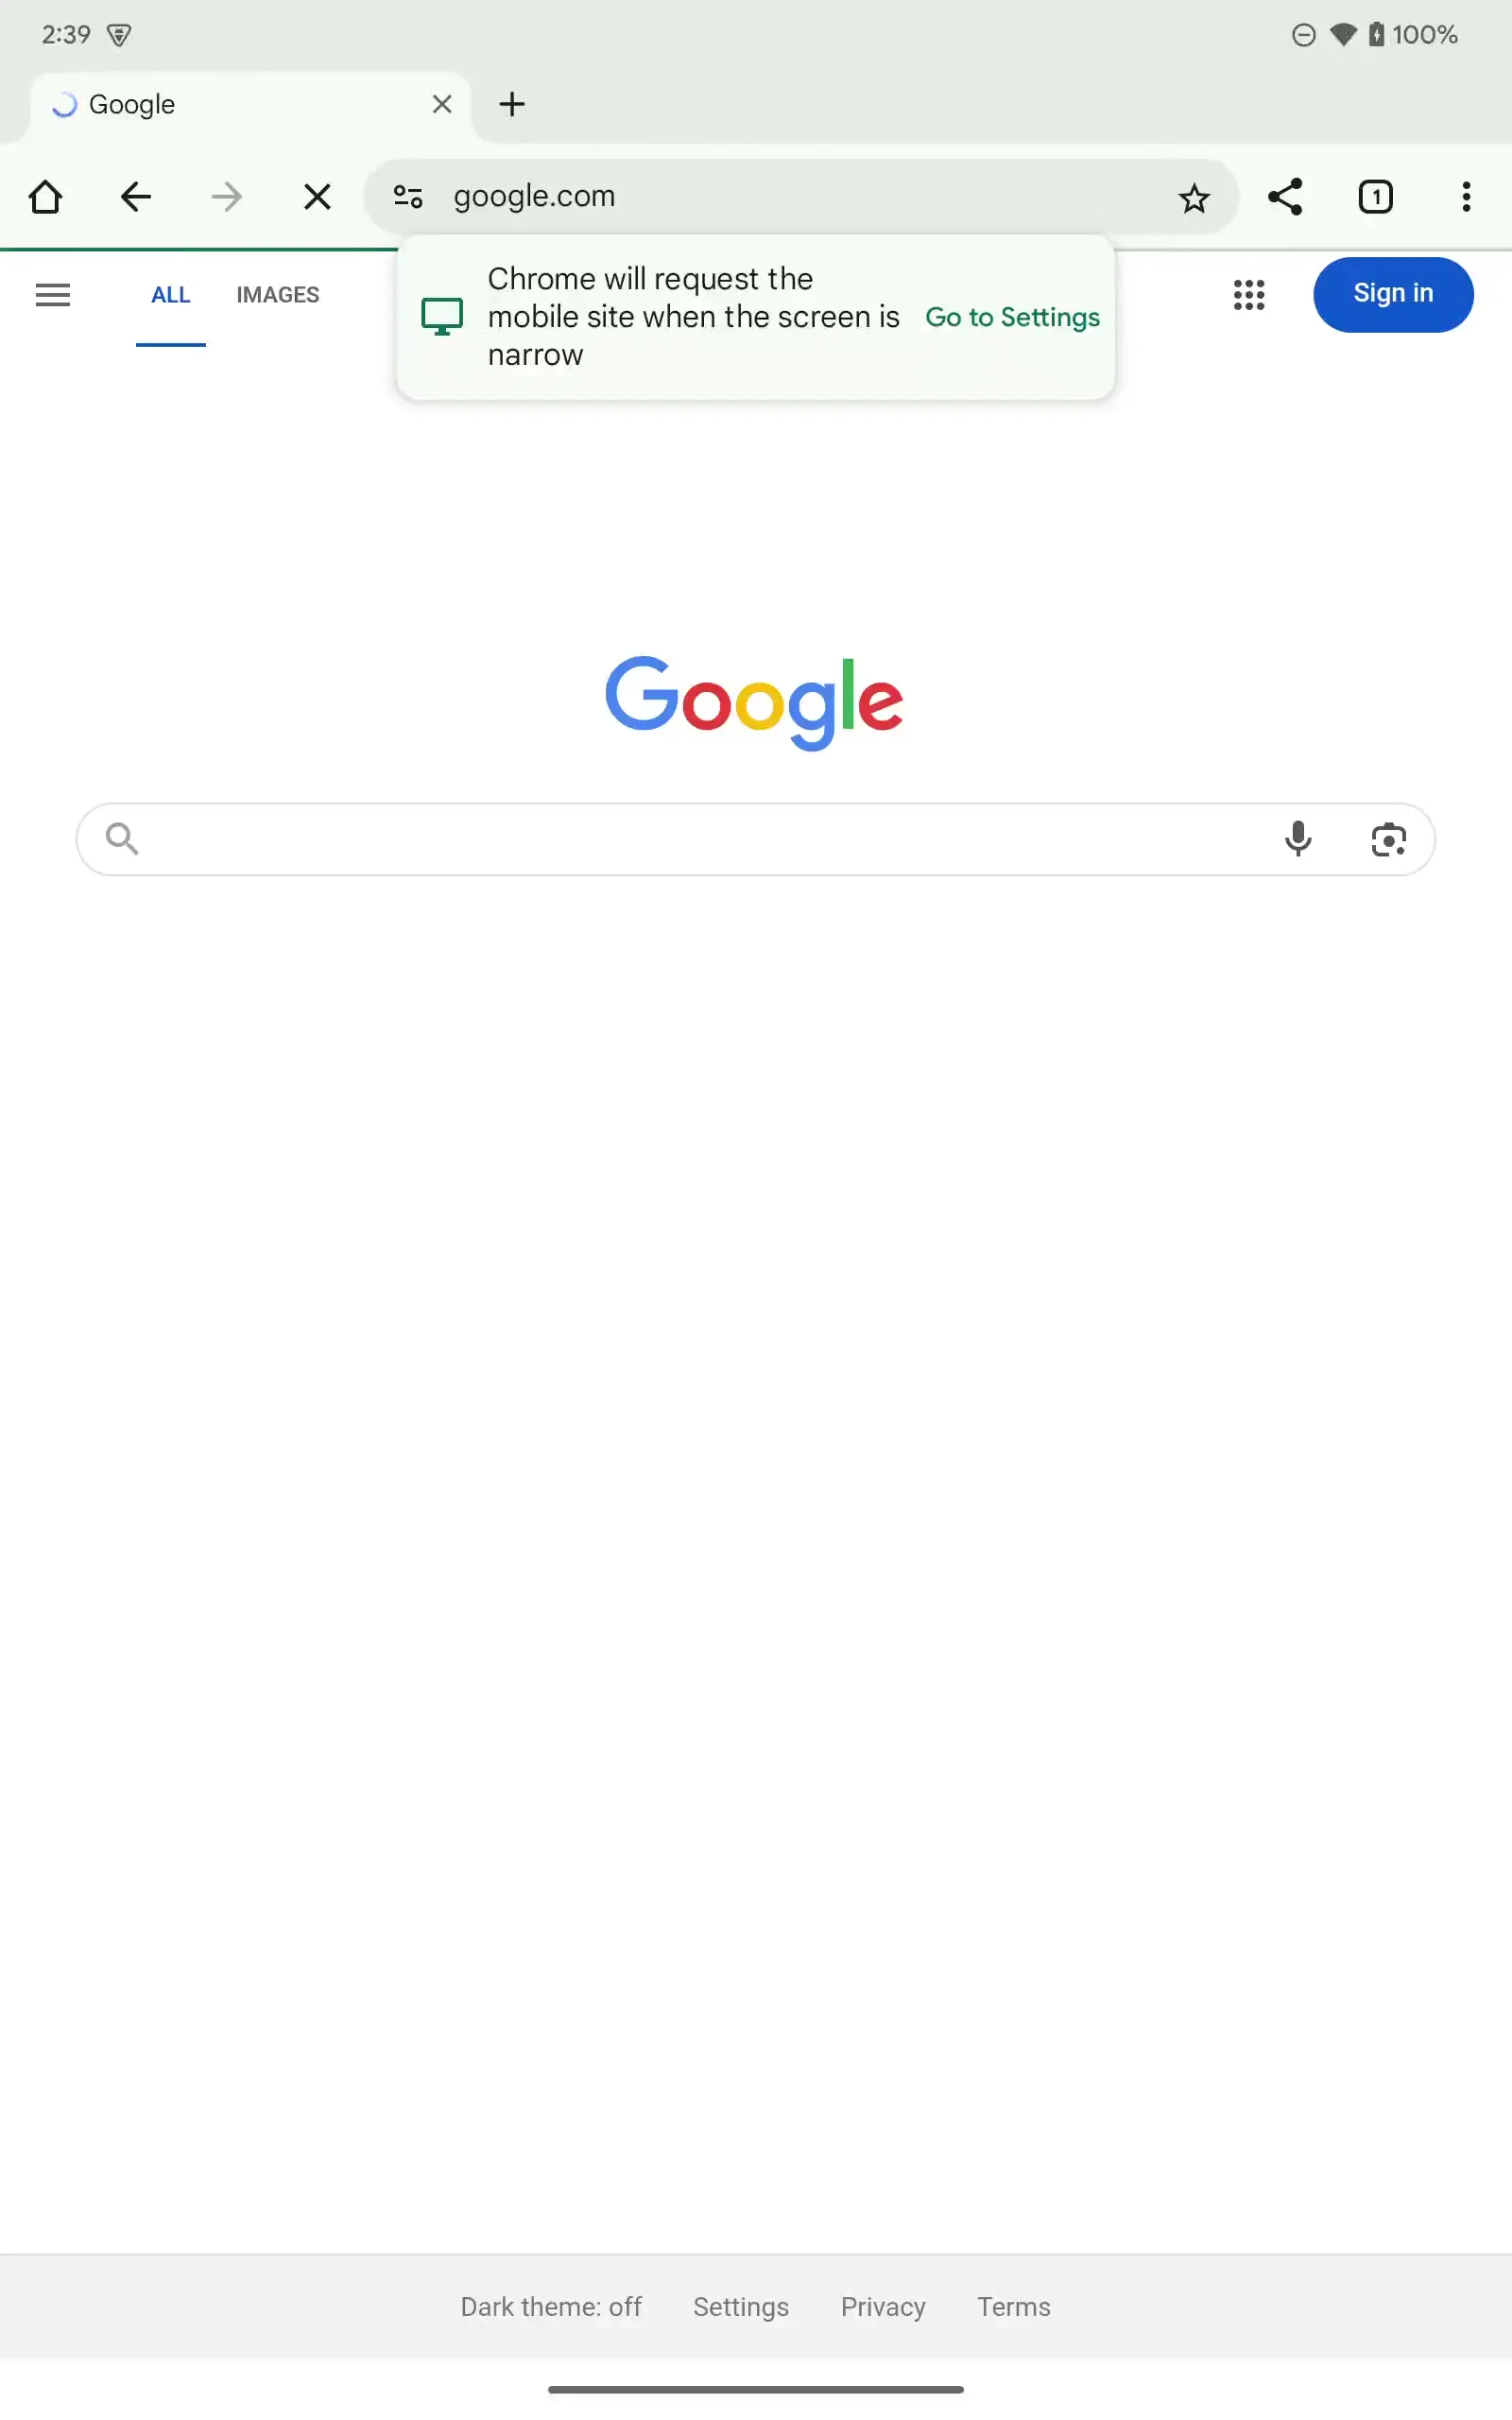 2:39
100%
Google
google.com
1
ALL
IMAGES
Chrome will request the
mobile site when the screen is
narrow
Go to Settings
Sign in
Google
Dark theme: off
Settings
Privacy
Terms